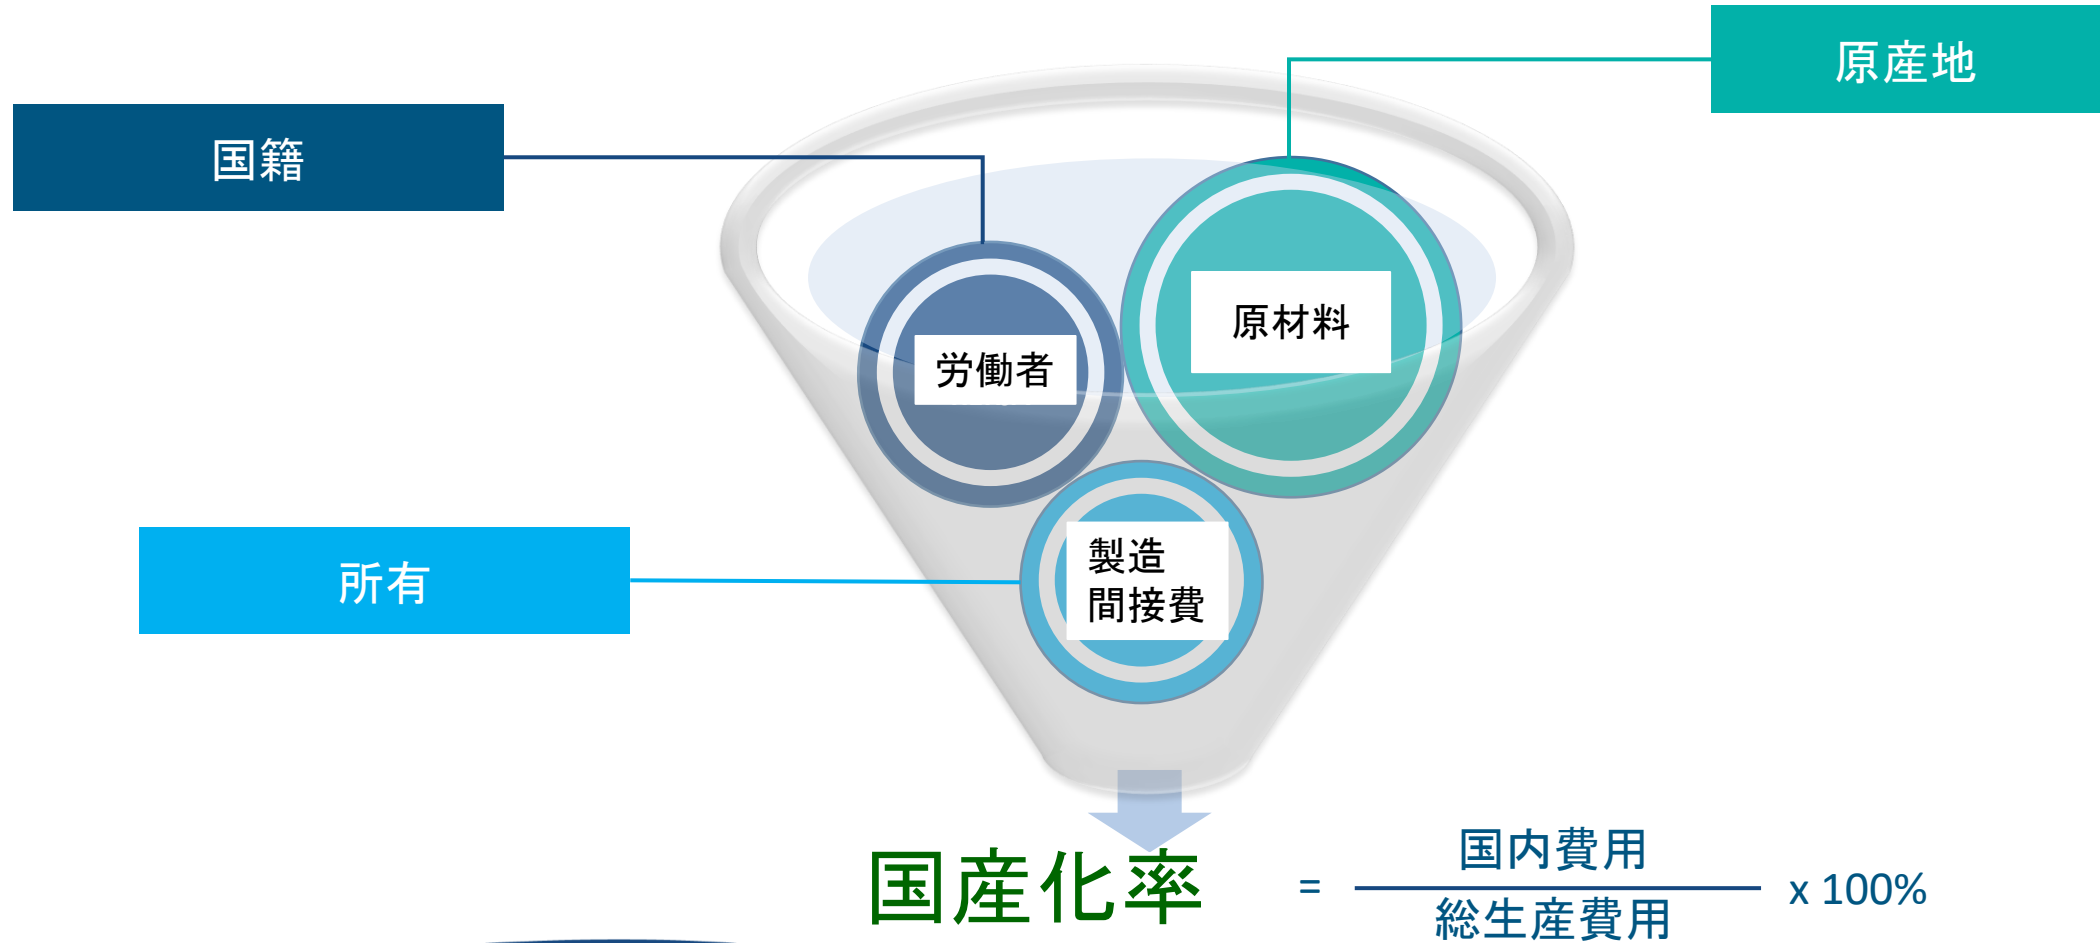 原産地
国籍
原材料
労働者
製造
間接費
所有
国内費用
国産化率 = x 100%
総生産費用